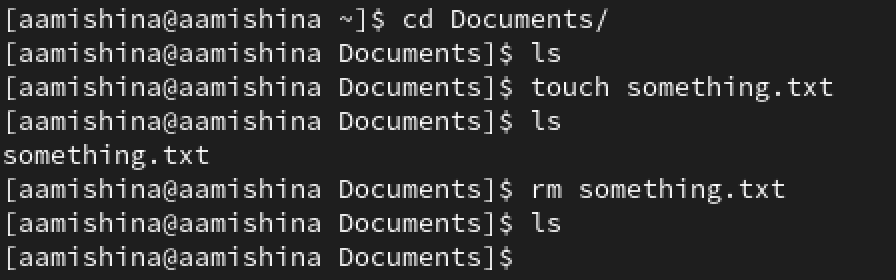 [aamishina@aamishina ~]$ cd Documents/
[aamishina@aamishina Documents]$ ls
[aamishina@aamishina Documents]$ touch something.txt
[aamishina@aamishina Documents]$ ls
something.txt
[aamishina@aamishina Documents]$ rm something.txt
[aamishina@aamishina Documents]$ ls
[aamishina@aamishina Documents]$